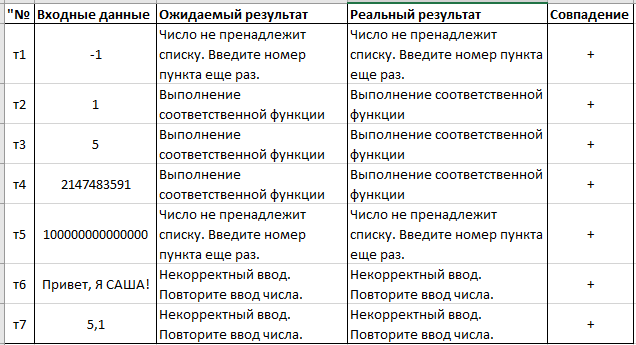 "№ Входные данные Ожидаемый результат Реальный результат Совпадение
т1 -1 Число не пренадлежит списку. Введите номер пункта еще раз. Число не пренадлежит списку. Введите номер пункта еще раз. +
т2 1 Выполнение соответственной функции Выполнение соответственной функции +
т3 5 Выполнение соответственной функции Выполнение соответственной функции +
т4 2147483591 Выполнение соответственной функции Выполнение соответственной функции +
т5 100000000000000 Число не пренадлежит списку. Введите номер пункта еще раз. Число не пренадлежит списку. Введите номер пункта еще раз. +
т6 Привет, Я САША! Некорректный ввод. Повторите ввод числа. Некорректный ввод. Повторите ввод числа. +
т7 5,1 Некорректный ввод. Повторите ввод числа. Некорректный ввод. Повторите ввод числа. +